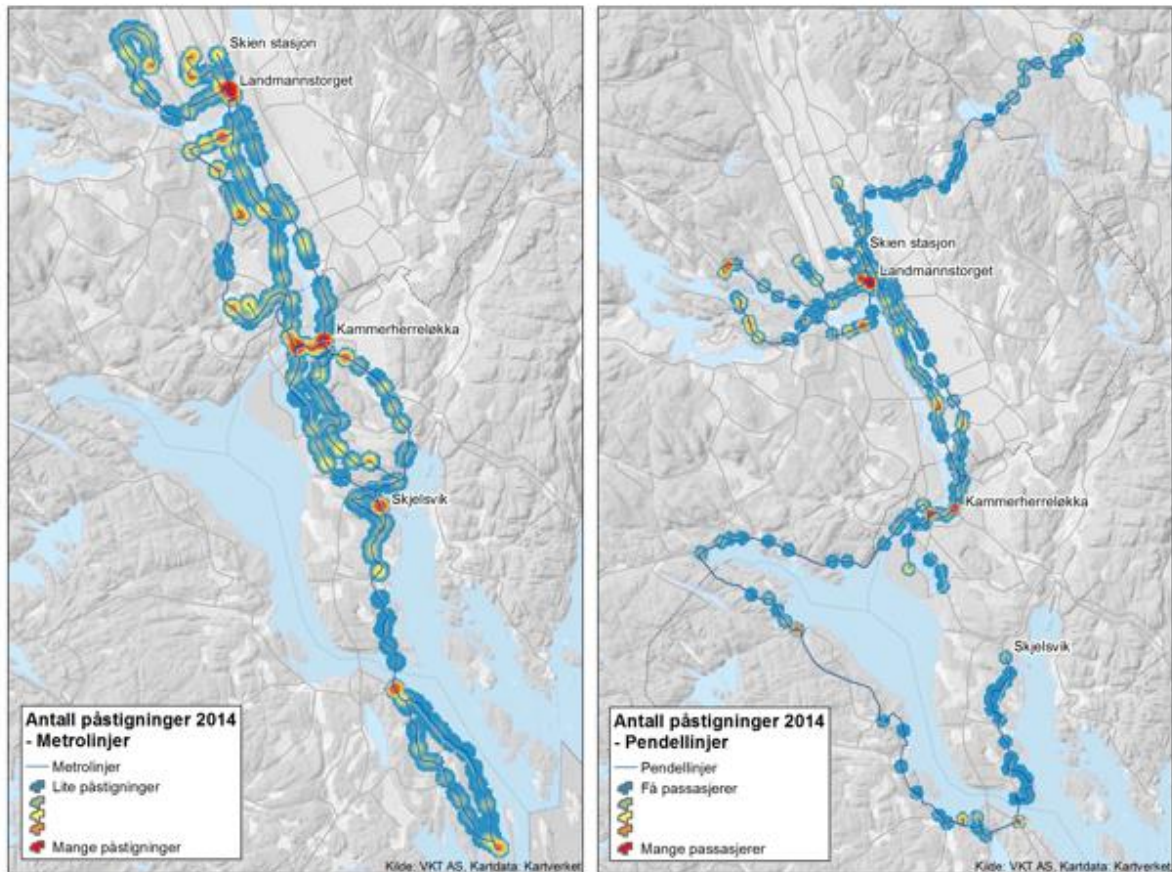 Skien stasjon
Landmannstorget
Kammerherreløkka
Skjelsvik
Antall påstigninger 2014
- Metrolinjer
Metrolinjer
Lite påstigninger
Mange påstigninger
Kilde: VKT AS, Kartdata: Kartverket
Skien stasjon
Landmannstorget
Kammerherreløkka
Skjelsvik
Antall påstigninger 2014
- Pendellinjer
Pendellinjer
Få passasjerer
Mange passasjerer
Kilde: VKT AS, Kartdata: Kartverket